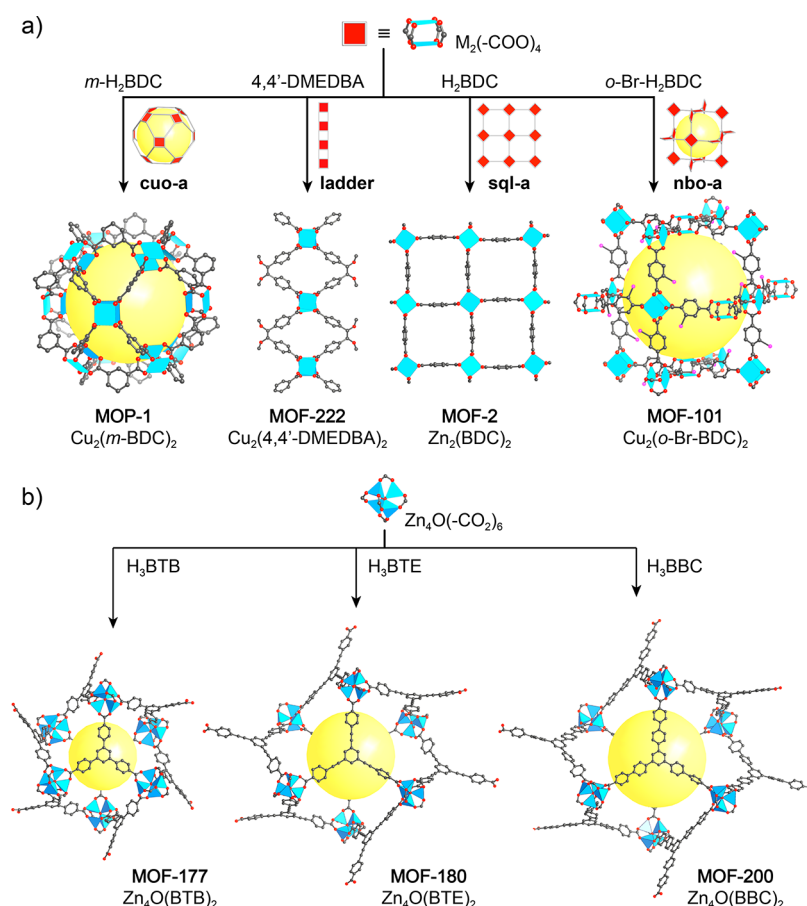 a)
≡ M₂(-COO)₄
m-H₂BDC 4,4'-DMEDBA H₂BDC o-Br-H₂BDC
cuo-a ladder sql-a nbo-a
MOP-1 MOF-222 MOF-2 MOF-101
Cu₂(m-BDC)₂ Cu₂(4,4'-DMEDBA)₂ Zn₂(BDC)₂ Cu₂(o-Br-BDC)₂
b)
Zn₄O(-CO₂)₆
H₃BTB H₃BTE H₃BBC
MOF-177 MOF-180 MOF-200
Zn₄O(BTB)₂ Zn₄O(BTE)₂ Zn₄O(BBC)₂